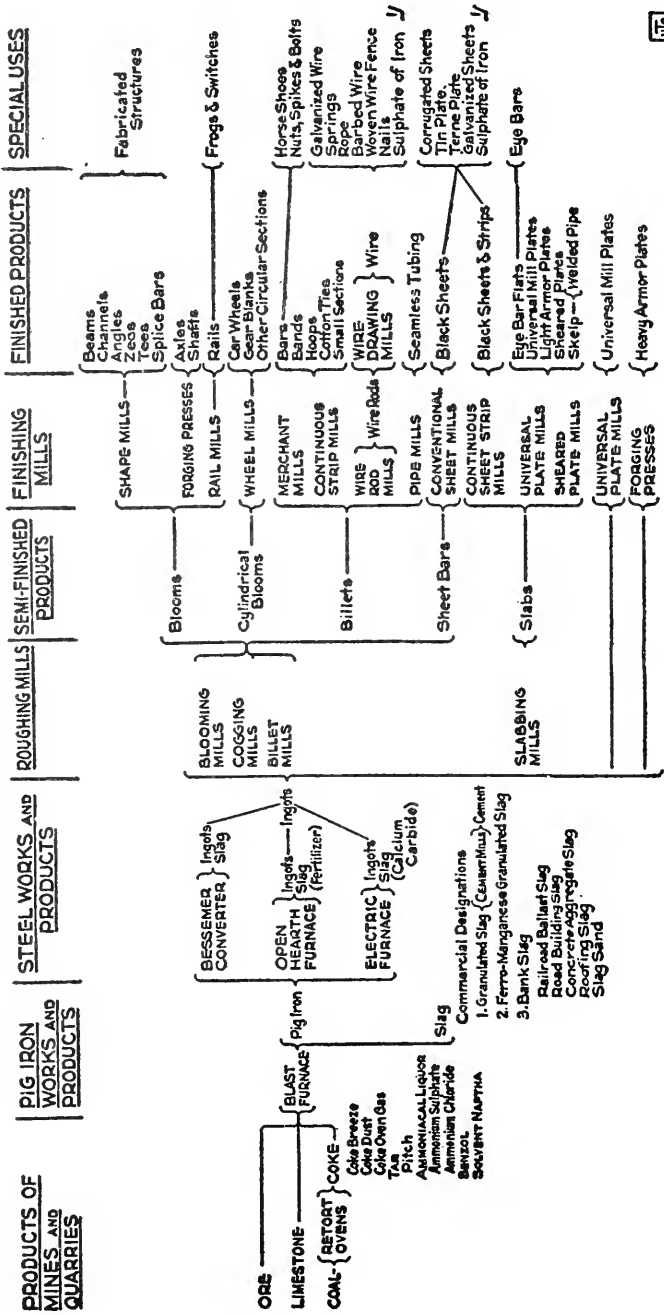 PRODUCTS OF
MINES AND
QUARRIES
ORE
LIMESTONE
COAL
RETORT
OVENS
COKE
Coke Breeze
Coke Dust
Coke Oven Gas
TAR
Pitch
AMMONIACAL LIQUOR
Ammonium Sulphate
Ammonium Chloride
BENZOL
SOLVENT NAPTHA
PIG IRON
WORKS AND
PRODUCTS
BLAST
FURNACE
Pig Iron
Slag
Commercial Designations
1. Granulated Slag {CEMENT MILL} Cement
2. Ferro-Manganese Granulated Slag
3. Bank Slag
Railroad Ballast Slag
Road Building Slag
Concrete Aggregate Slag
Roofing Slag
Slag Sand
STEEL WORKS AND
PRODUCTS
BESSEMER
CONVERTER
Ingots
Slag
OPEN
HEARTH
FURNACE
Ingots
Slag
(Fertilizer)
Ingots
ELECTRIC
FURNACE
Ingots
Slag
(Calcium
Carbide)
ROUGHING MILLS
BLOOMING
MILLS
COGGING
MILLS
BILLET
MILLS
SLABBING
MILLS
SEMI-FINISHED
PRODUCTS
Blooms
Cylindrical
Blooms
Billets
Sheet Bars
Slabs
FINISHING
MILLS
SHAPE MILLS
FORGING PRESSES
RAIL MILLS
WHEEL MILLS
MERCHANT
MILLS
CONTINUOUS
STRIP MILLS
WIRE
ROD
MILLS
Wire Rods
PIPE MILLS
CONVENTIONAL
SHEET MILLS
CONTINUOUS
SHEET STRIP
MILLS
UNIVERSAL
PLATE MILLS
SHEARED
PLATE MILLS
UNIVERSAL
PLATE MILLS
FORGING
PRESSES
FINISHED PRODUCTS
Beams
Channels
Angles
Zees
Tees
Splice Bars
Axles
Shafts
Rails
Car Wheels
Gear Blanks
Other Circular Sections
Bars
Bands
Hoops
Cotton Ties
Small Sections
WIRE
DRAWING
MILLS
Wire
Seamless Tubing
Black Sheets
Black Sheets & Strips
Eye Bar Flats
Universal Mill Plates
Light Armor Plates
Sheared Plates
Skelp
Welded Pipe
Universal Plates
Heavy Armor Plates
SPECIAL USES
Fabricated
Structures
Frogs & Switches
Horse Shoes
Nuts, Spikes & Bolts
Galvanized Wire
Springs
Rope
Barbed Wire
Woven Wire Fence
Nails
Sulphate of Iron 1/
Corrugated Sheets
Tin Plate.
Terne Plate
Galvanized Sheets
Sulphate of Iron 1/
Eye Bars